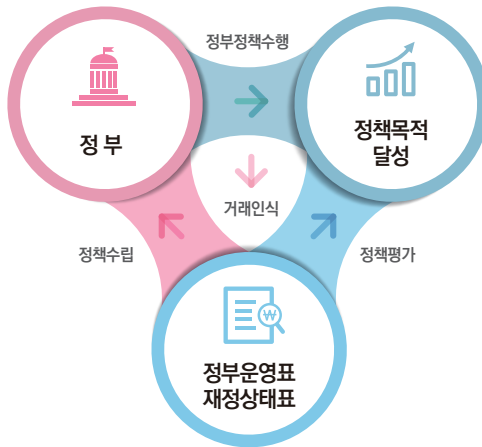 정부정책수행
정 부
정책목적
달성
거래인식
정책수립
정책평가
₩
정부운영표
재정상태표